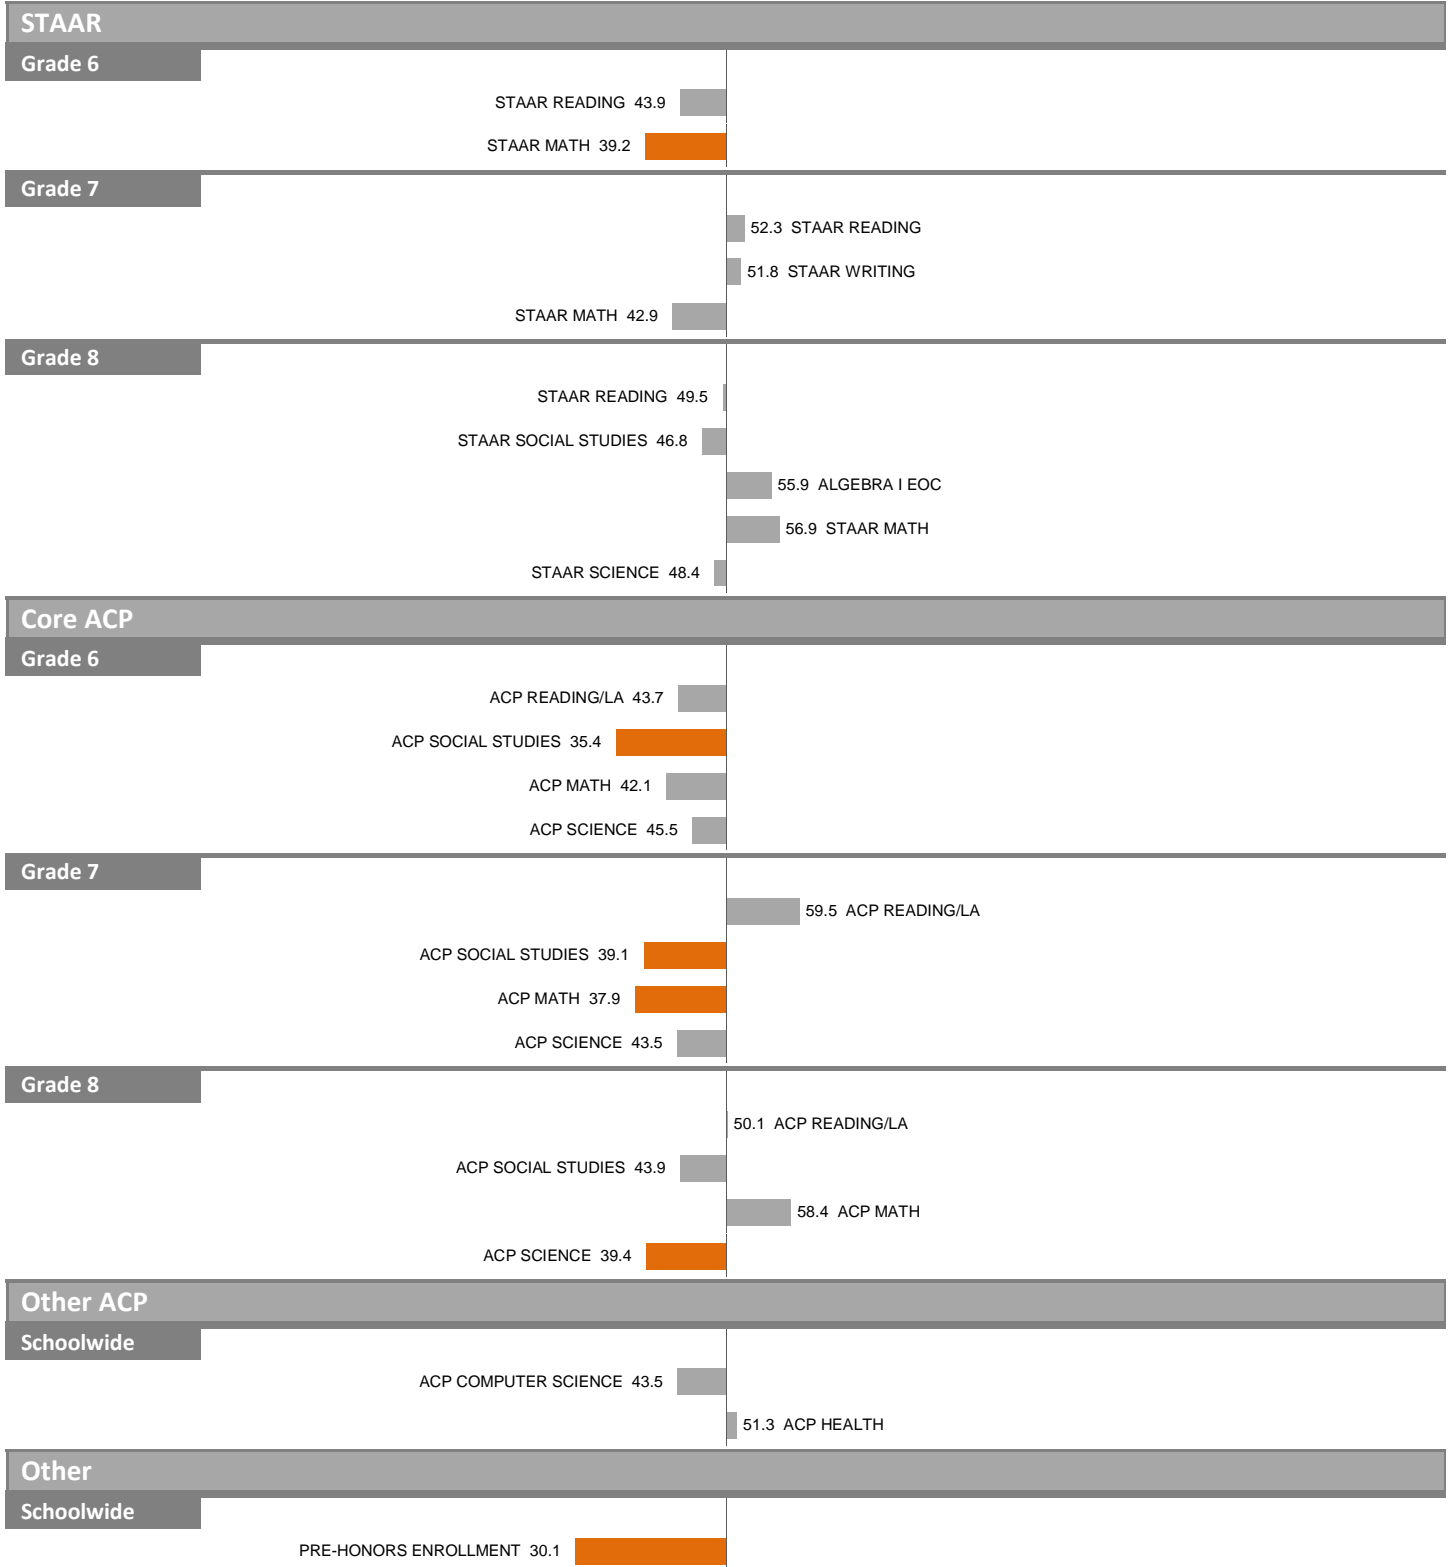 STAAR
Grade 6
STAAR READING 43.9
STAAR MATH 39.2
Grade 7
52.3 STAAR READING
51.8 STAAR WRITING
STAAR MATH 42.9
Grade 8
STAAR READING 49.5
STAAR SOCIAL STUDIES 46.8
55.9 ALGEBRA I EOC
56.9 STAAR MATH
STAAR SCIENCE 48.4
Core ACP
Grade 6
ACP READING/LA 43.7
ACP SOCIAL STUDIES 35.4
ACP MATH 42.1
ACP SCIENCE 45.5
Grade 7
59.5 ACP READING/LA
ACP SOCIAL STUDIES 39.1
ACP MATH 37.9
ACP SCIENCE 43.5
Grade 8
50.1 ACP READING/LA
ACP SOCIAL STUDIES 43.9
58.4 ACP MATH
ACP SCIENCE 39.4
Other ACP
Schoolwide
ACP COMPUTER SCIENCE 43.5
51.3 ACP HEALTH
Other
Schoolwide
PRE-HONORS ENROLLMENT 30.1